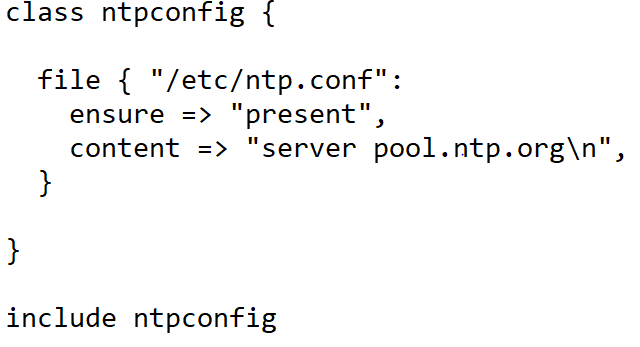 class ntpconfig {
file { "/etc/ntp.conf":
ensure => "present",
content => "server pool.ntp.org\n",
}
}
include ntpconfig